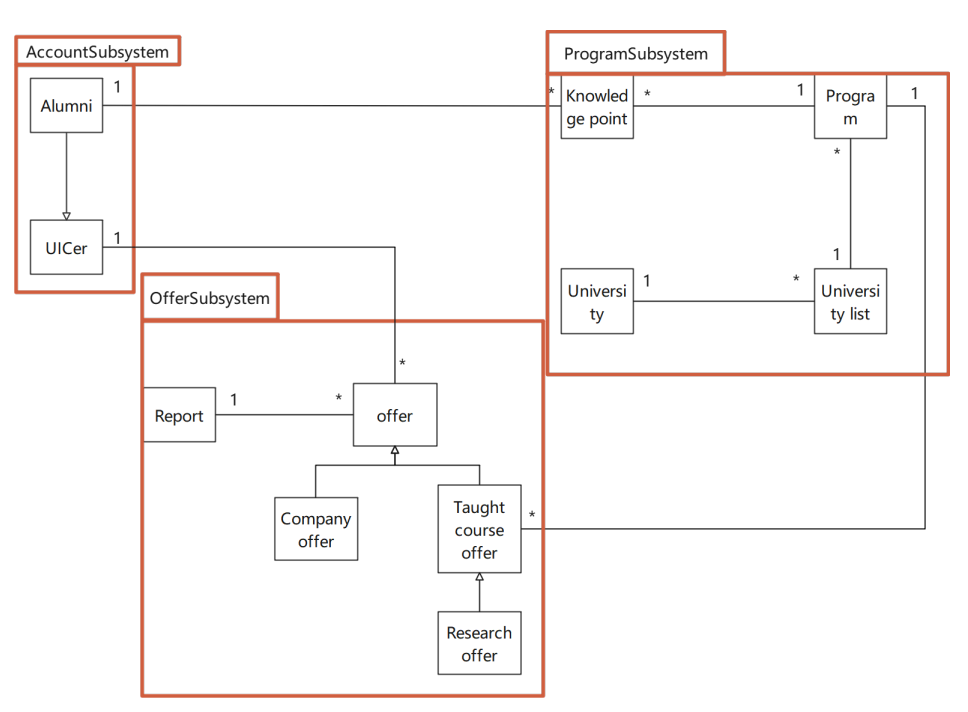 AccountSubsystem
ProgramSubsystem
Alumni
1
*
Knowled
ge point
*
1
Progra
m
1
*
UICer
1
1
Universi
ty
1
*
Universi
ty list
OfferSubsystem
*
Report
1
*
offer
Company
offer
Taught
course
offer
*
Research
offer